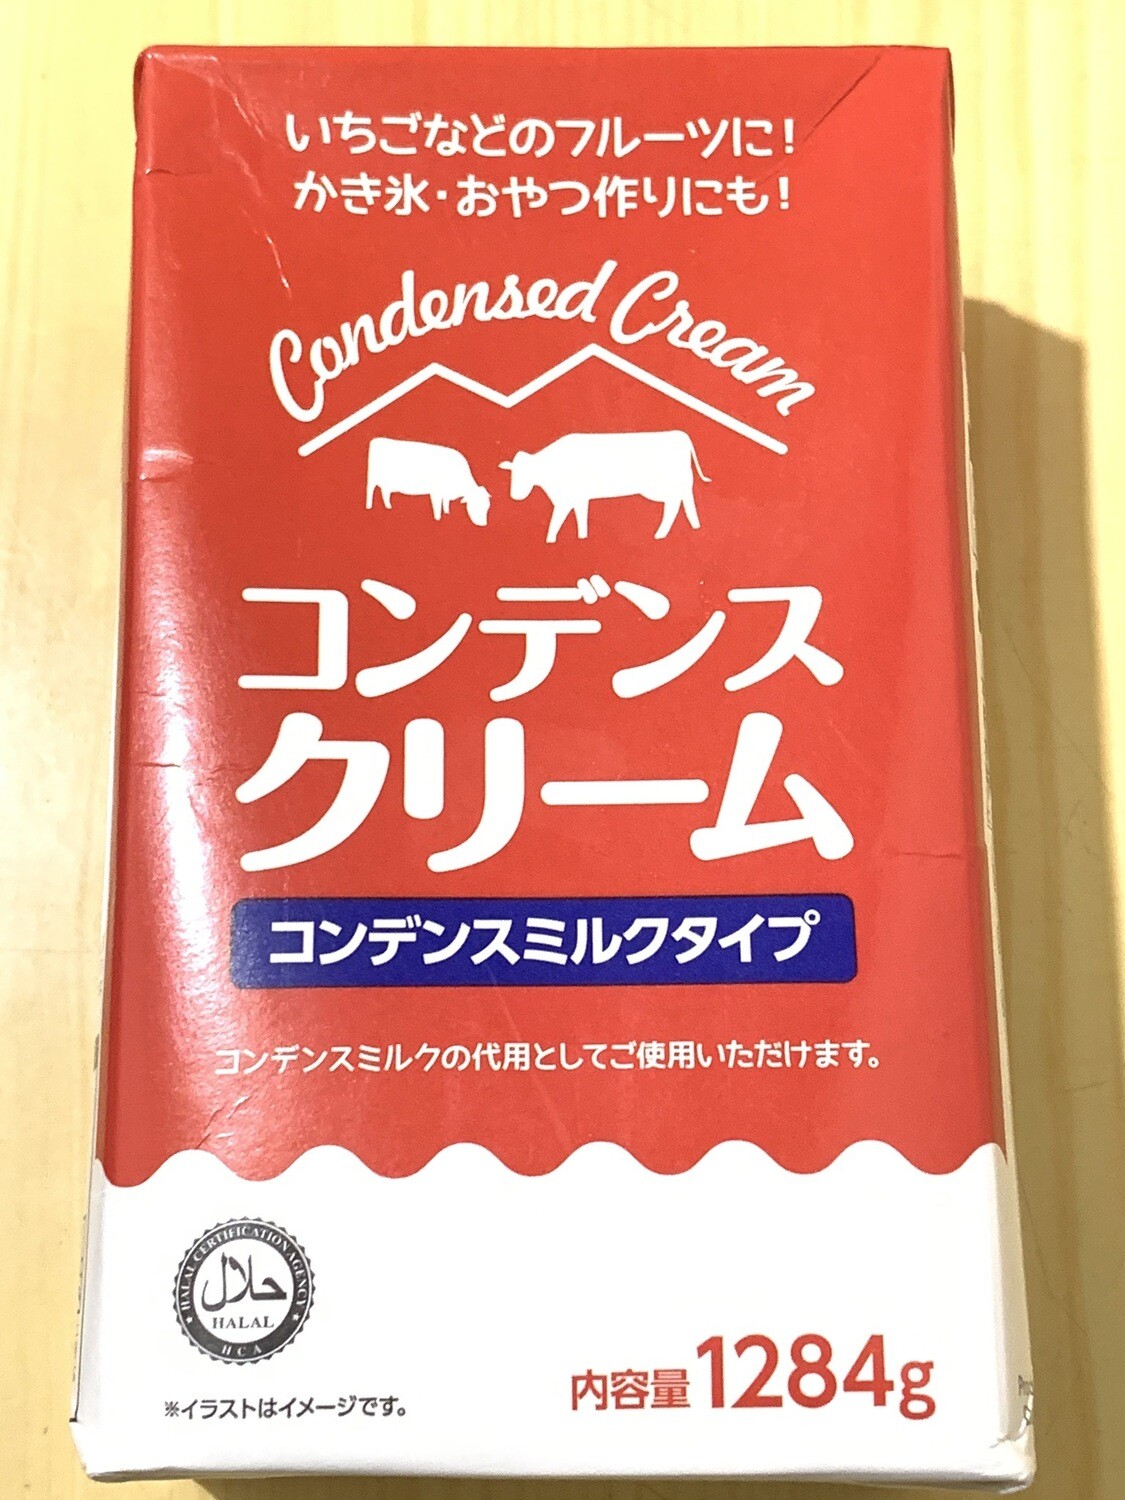 いちごなどのフルーツに!
かき氷・おやつ作りにも!
Condensed Cream
コンデンス
クリーム
コンデンスミルクタイプ
コンデンスミルクの代用としてご使用いただけます。
HALAL CERTIFICATION AGENCY
حلال
HALAL
HCA
※イラストはイメージです。
内容量1284g